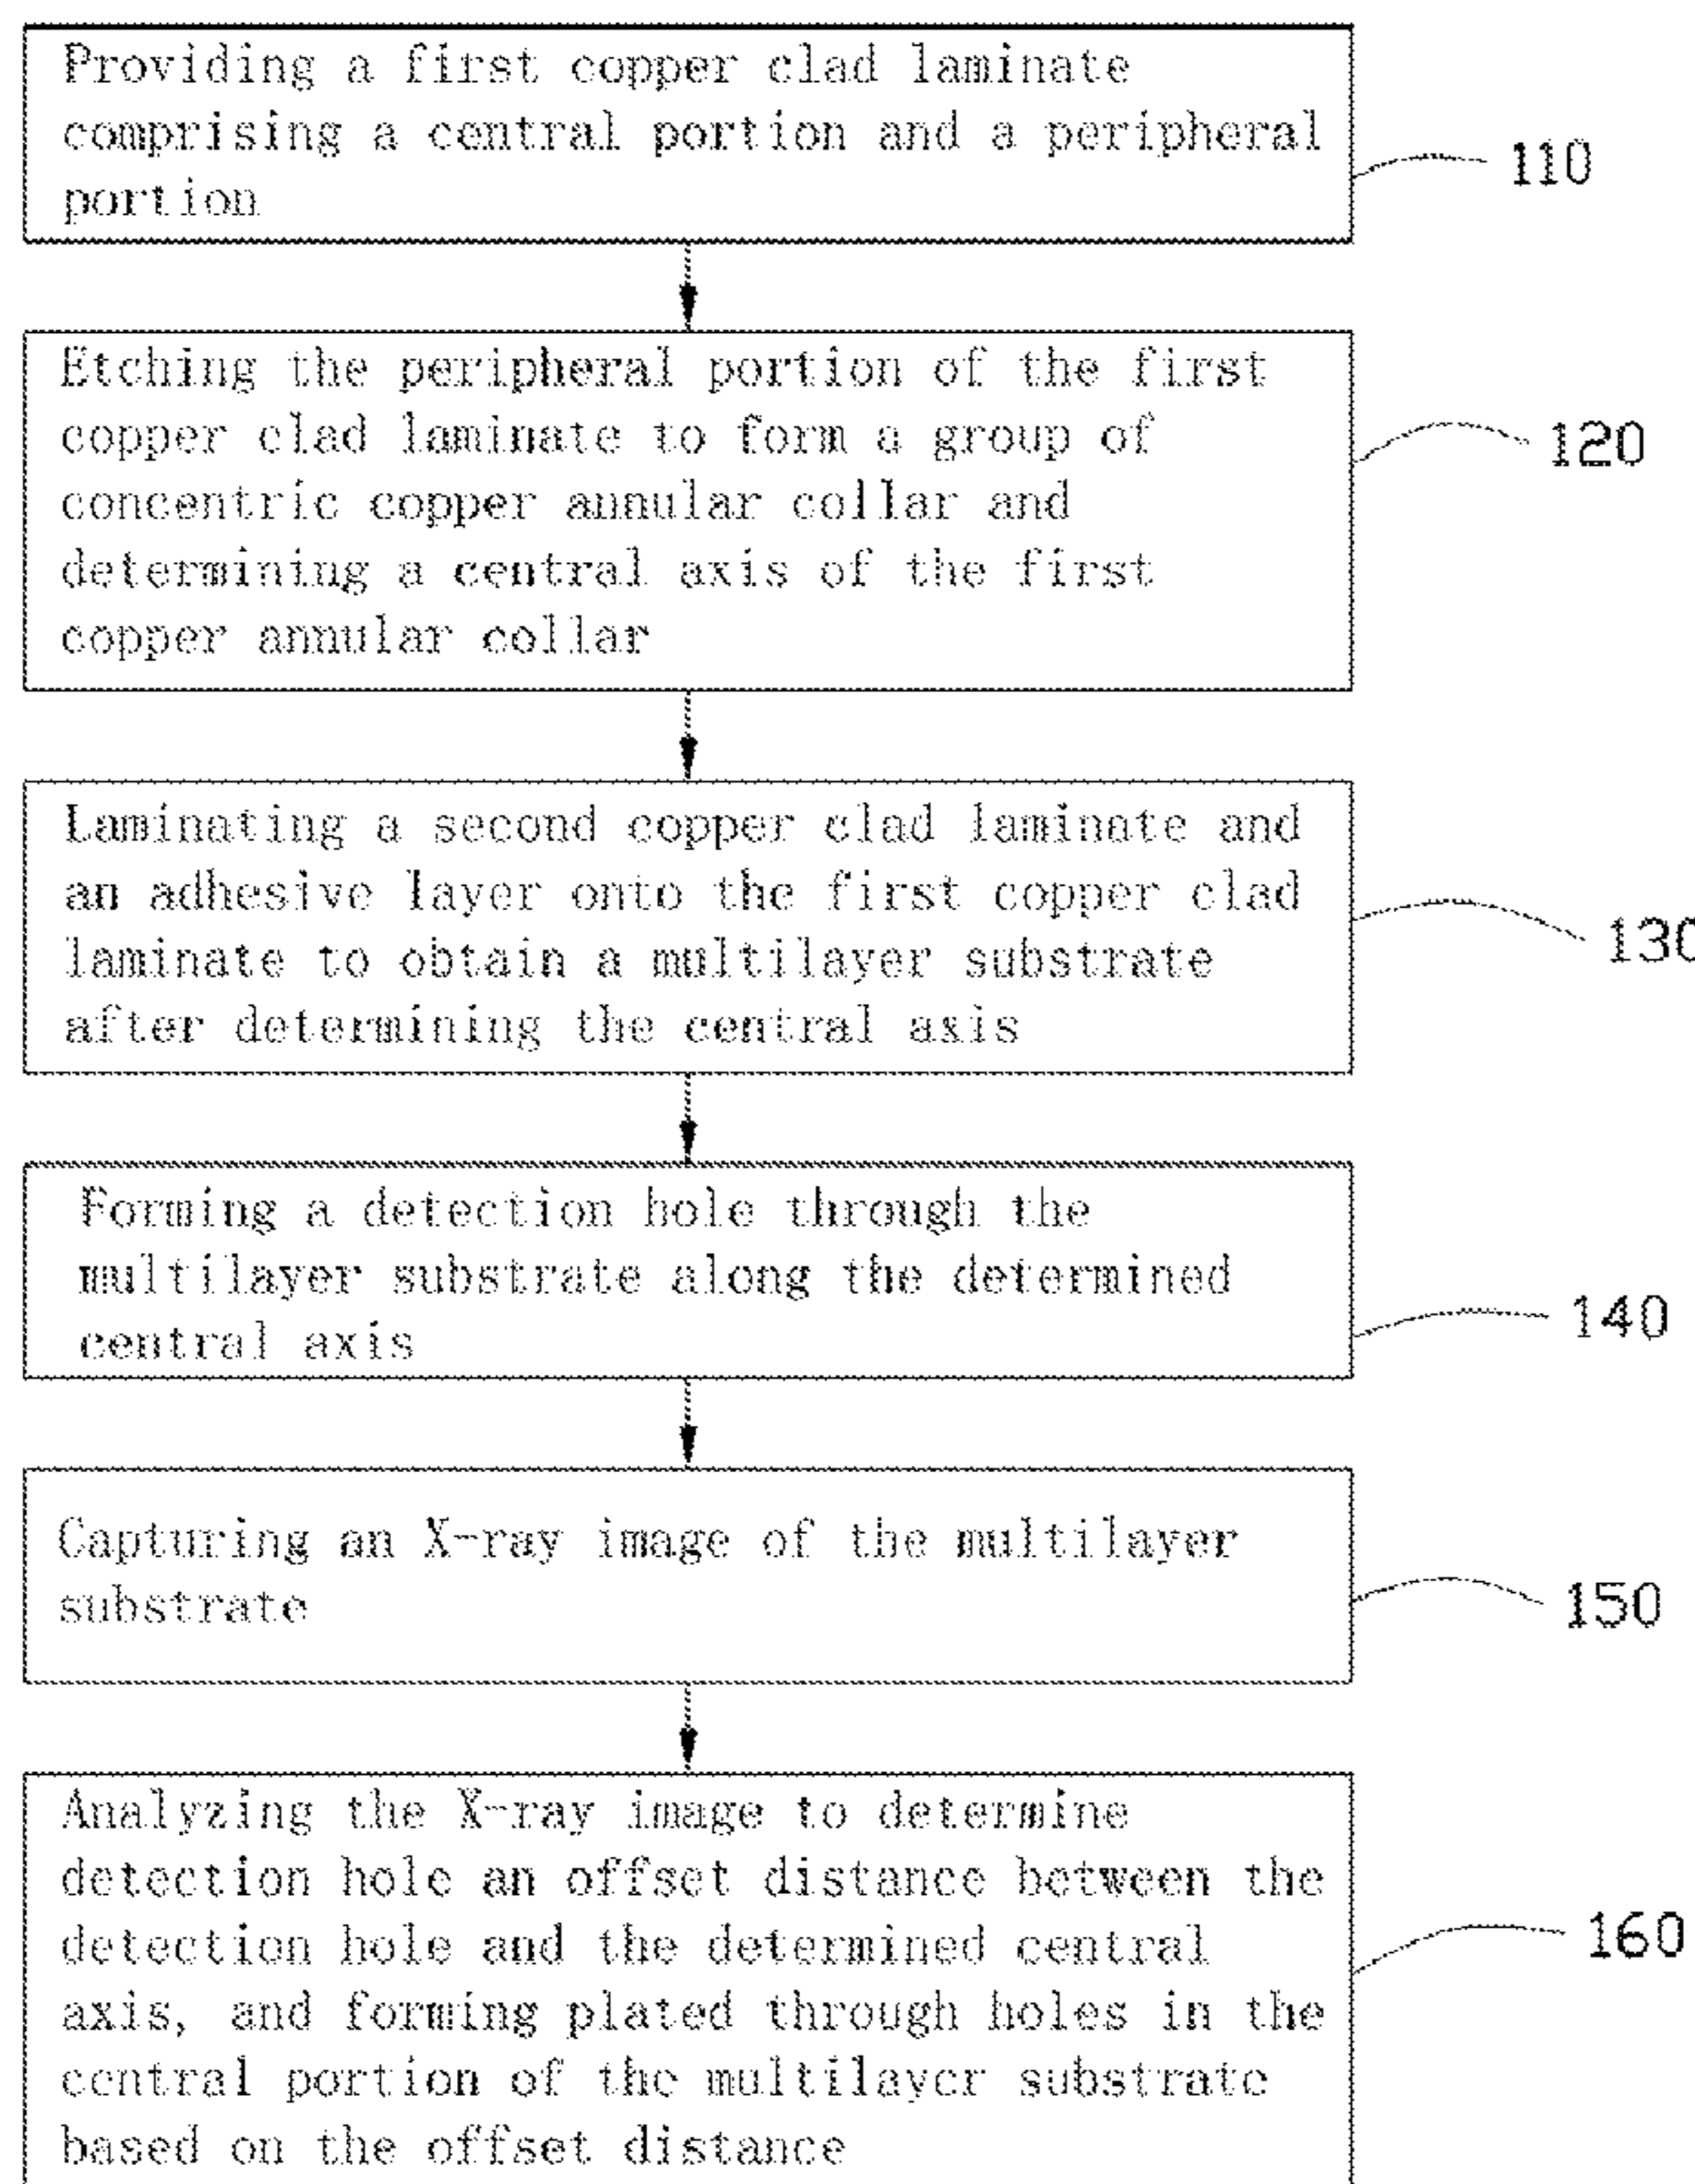 Providing a first copper clad laminate
comprising a central portion and a peripheral
portion
110
Etching the peripheral portion of the first
copper clad laminate to form a group of
concentric copper annular collar and
determining a central axis of the first
copper annular collar
120
Laminating a second copper clad laminate and
an adhesive layer onto the first copper clad
laminate to obtain a multilayer substrate
after determining the central axis
130
Forming a detection hole through the
multilayer substrate along the determined
central axis
140
Capturing an X-ray image of the multilayer
substrate
150
Analyzing the X-ray image to determine
detection hole an offset distance between the
detection hole and the determined central
axis, and forming plated through holes in the
central portion of the multilayer substrate
based on the offset distance
160